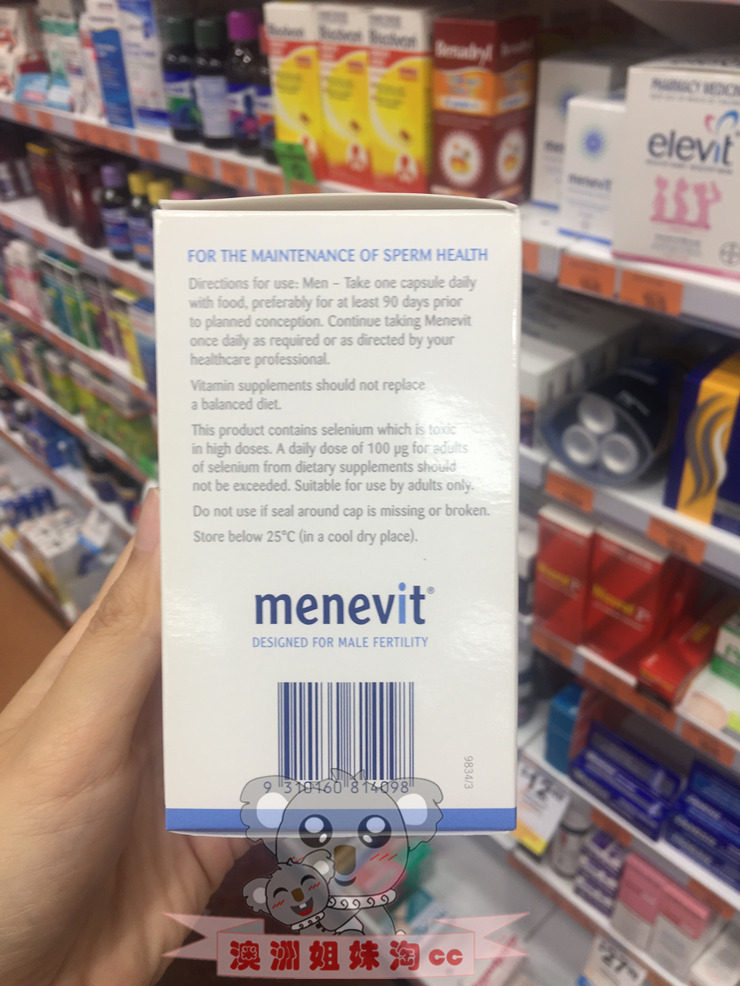 FOR THE MAINTENANCE OF SPERM HEALTH
Directions for use: Men – Take one capsule daily
with food, preferably for at least 90 days prior
to planned conception. Continue taking Menevit
once daily as required or as directed by your
healthcare professional.
Vitamin supplements should not replace
a balanced diet.
This product contains selenium which is toxic
in high doses. A daily dose of 100 µg for adults
of selenium from dietary supplements should
not be exceeded. Suitable for use by adults only.
Do not use if seal around cap is missing or broken.
Store below 25°C (in a cool dry place).
menevit®
DESIGNED FOR MALE FERTILITY
9 310160 814098
9834/3
澳洲姐妹淘cc
Benadryl
elevit